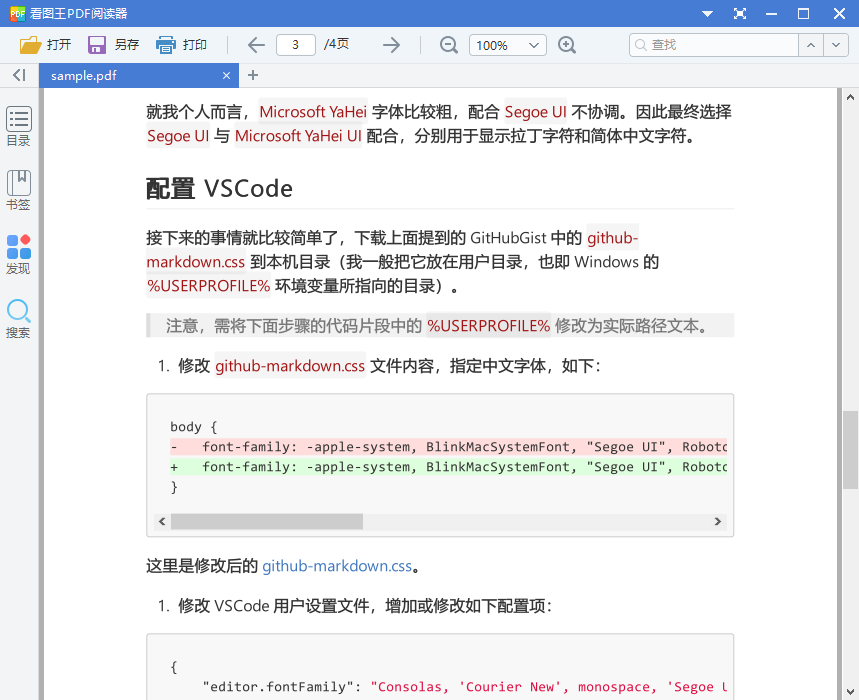 看图王PDF阅读器
打开 另存 打印 3 /4页 100% 查找
sample.pdf
目录
书签
发现
搜索
就我个人而言，Microsoft YaHei 字体比较粗，配合 Segoe UI 不协调。因此最终选择
Segoe UI 与 Microsoft YaHei UI 配合，分别用于显示拉丁字符和简体中文字符。
配置 VSCode
接下来的事情就比较简单了，下载上面提到的 GitHubGist 中的 github-
markdown.css 到本机目录（我一般把它放在用户目录，也即 Windows 的
%USERPROFILE% 环境变量所指向的目录）。
注意，需将下面步骤的代码片段中的 %USERPROFILE% 修改为实际路径文本。
1. 修改 github-markdown.css 文件内容，指定中文字体，如下：
body {
- font-family: -apple-system, BlinkMacSystemFont, "Segoe UI", Roboto
+ font-family: -apple-system, BlinkMacSystemFont, "Segoe UI", Roboto
}
这里是修改后的 github-markdown.css。
1. 修改 VSCode 用户设置文件，增加或修改如下配置项：
{
"editor.fontFamily": "Consolas, 'Courier New', monospace, 'Segoe U